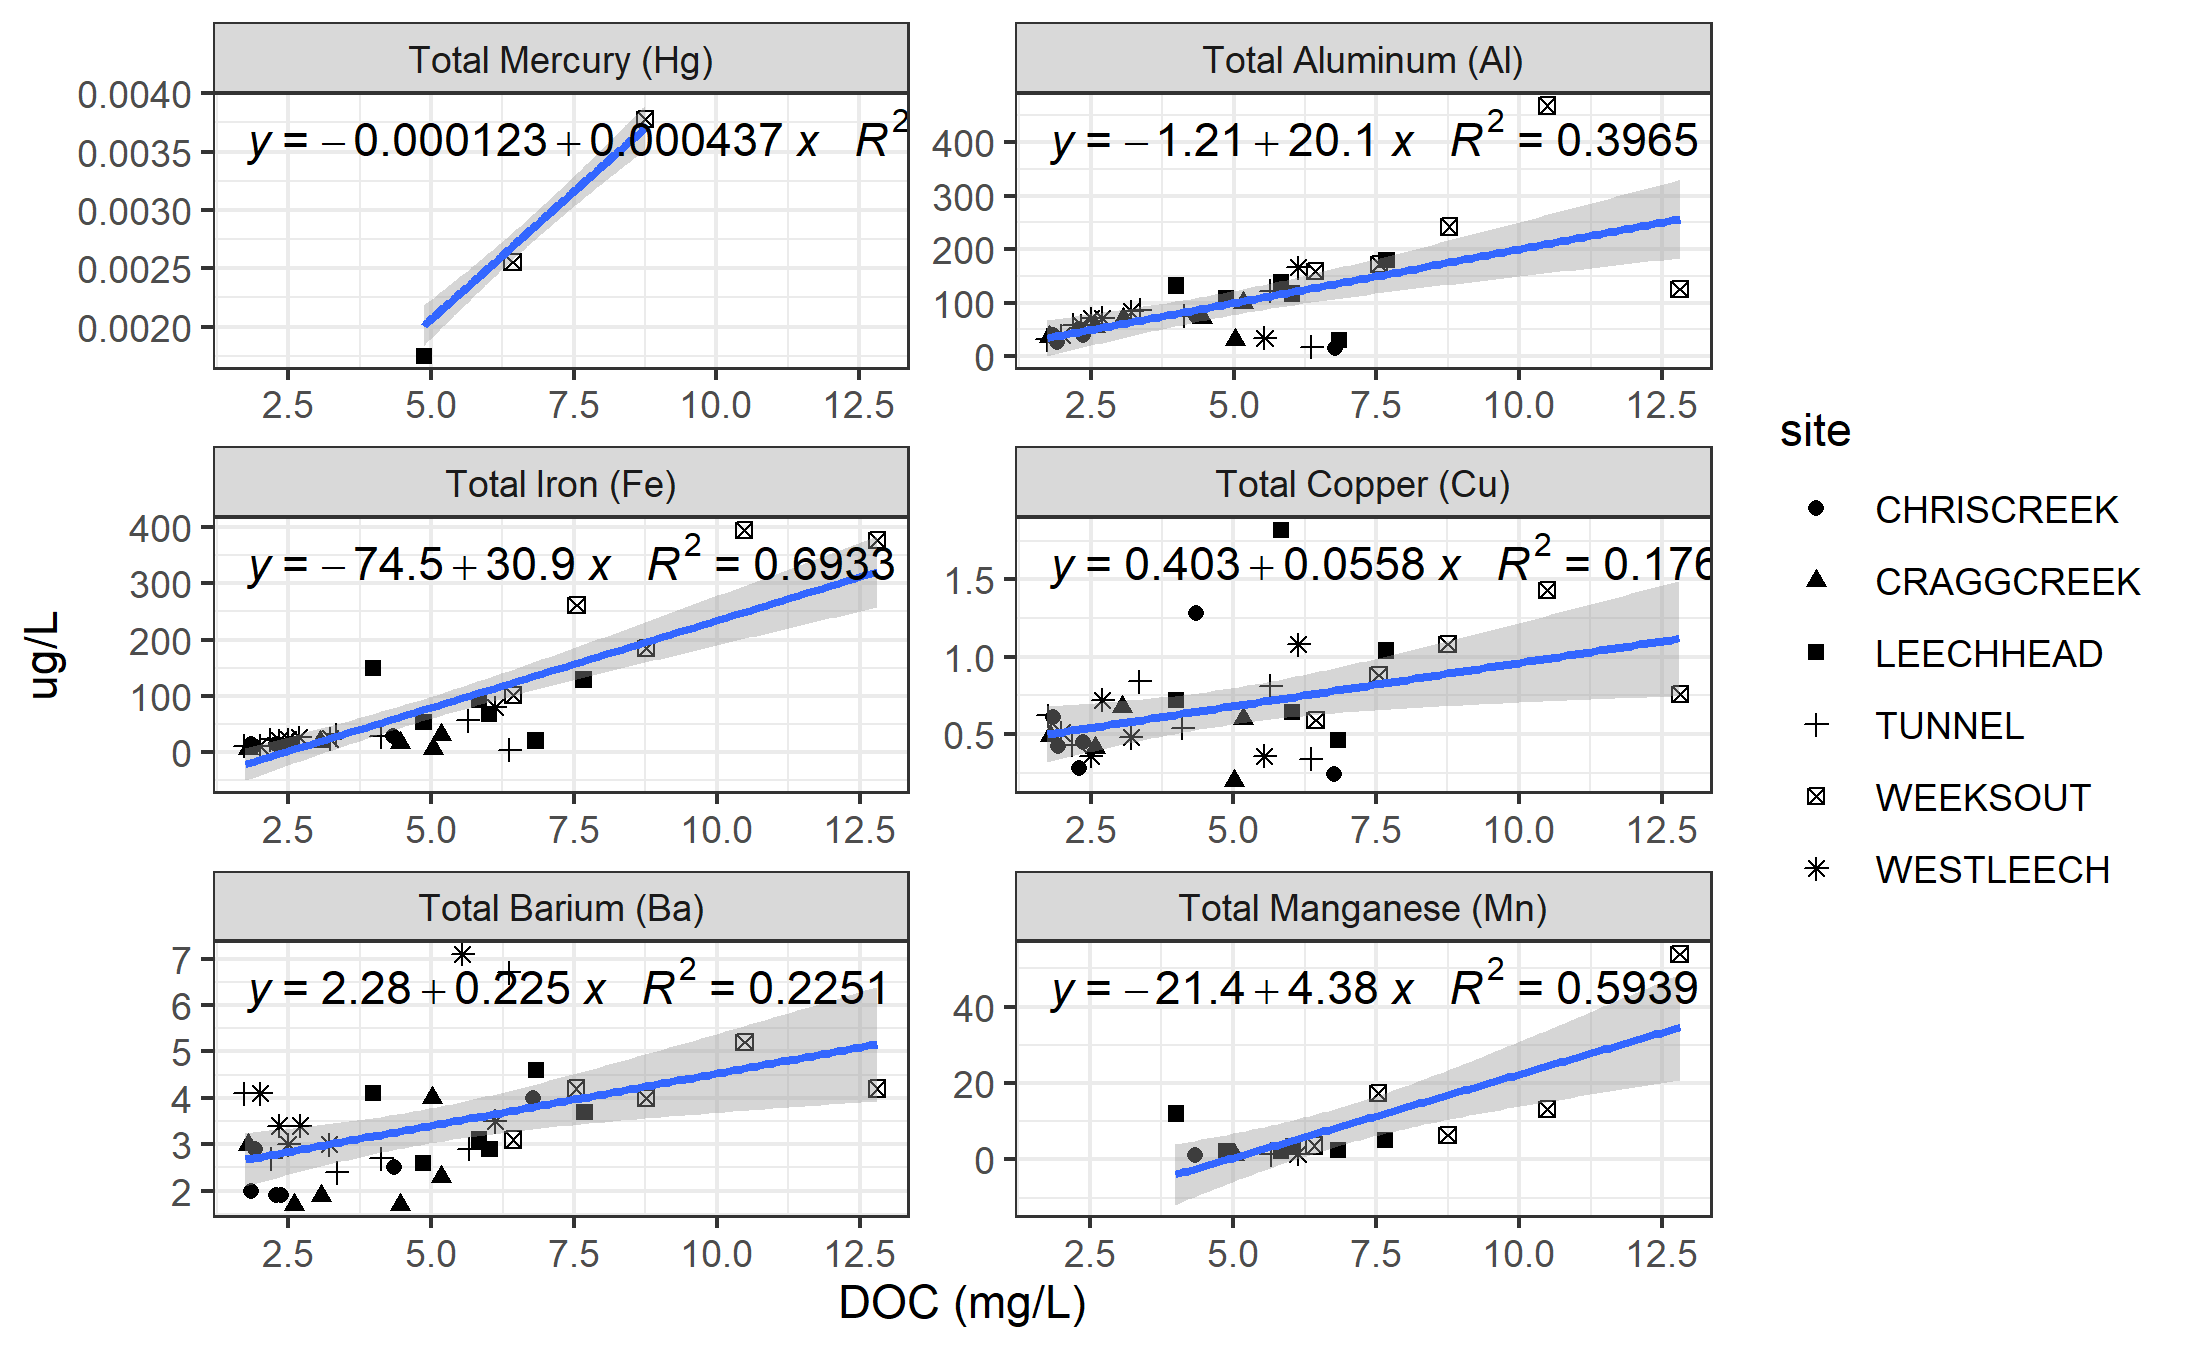 Total Mercury (Hg)
Total Aluminum (Al)
0.0040
0.0035
0.0030
0.0025
0.0020
y = −0.000123 + 0.000437 x R²
400
300
200
100
0
y = −1.21 + 20.1 x R² = 0.3965
2.5 5.0 7.5 10.0 12.5
2.5 5.0 7.5 10.0 12.5
Total Iron (Fe)
Total Copper (Cu)
400
300
200
100
0
y = −74.5 + 30.9 x R² = 0.6933
1.5
1.0
0.5
y = 0.403 + 0.0558 x R² = 0.176
2.5 5.0 7.5 10.0 12.5
2.5 5.0 7.5 10.0 12.5
Total Barium (Ba)
Total Manganese (Mn)
7
6
5
4
3
2
y = 2.28 + 0.225 x R² = 0.2251
40
20
0
y = −21.4 + 4.38 x R² = 0.5939
2.5 5.0 7.5 10.0 12.5
2.5 5.0 7.5 10.0 12.5
ug/L
DOC (mg/L)
site
CHRISCREEK
CRAGGCREEK
LEECHHEAD
TUNNEL
WEEKSOUT
WESTLEECH